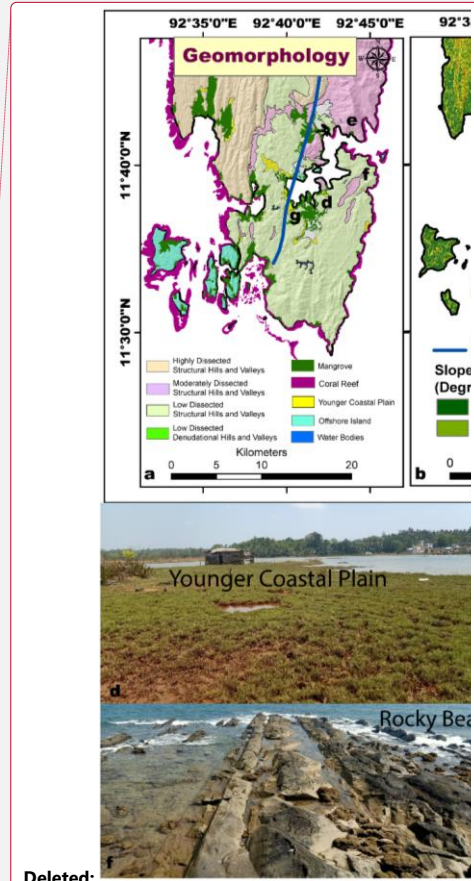 92°35'0"E 92°40'0"E 92°45'0"E
92°3
Geomorphology
11°40'0"N
11°30'0"N
e
f
d
g
Highly Dissected
Structural Hills and Valleys
Moderately Dissected
Structural Hills and Valleys
Low Dissected
Structural Hills and Valleys
Low Dissected
Denudational Hills and Valleys
Mangrove
Coral Reef
Younger Coastal Plain
Offshore Island
Water Bodies
Kilometers
a 0 5 10 20
Slope
(Degr
b 0
Younger Coastal Plain
d
Rocky Bea
f
Deleted: